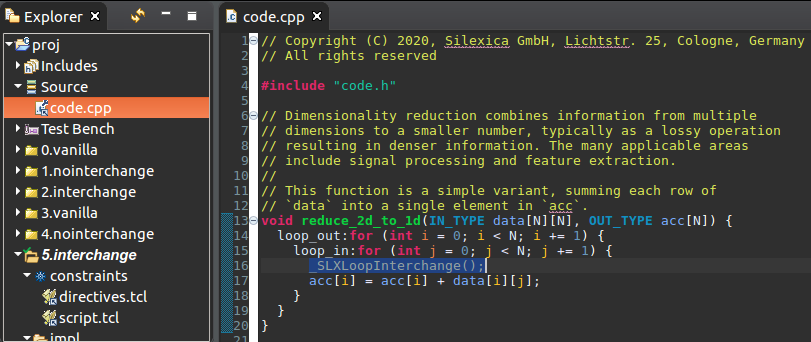 Explorer
proj
Includes
Source
code.cpp
Test Bench
0.vanilla
1.nointerchange
2.interchange
3.vanilla
4.nointerchange
5.interchange
constraints
directives.tcl
script.tcl
impl
code.cpp
1 // Copyright (C) 2020, Silexica GmbH, Lichtstr. 25, Cologne, Germany
2 // All rights reserved
3
4 #include "code.h"
5
6 // Dimensionality reduction combines information from multiple
7 // dimensions to a smaller number, typically as a lossy operation
8 // resulting in denser information. The many applicable areas
9 // include signal processing and feature extraction.
10 //
11 // This function is a simple variant, summing each row of
12 // `data` into a single element in `acc`.
13 void reduce_2d_to_1d(IN_TYPE data[N][N], OUT_TYPE acc[N]) {
14 loop_out:for (int i = 0; i < N; i += 1) {
15 loop_in:for (int j = 0; j < N; j += 1) {
16 _SLXLoopInterchange();
17 acc[i] = acc[i] + data[i][j];
18 }
19 }
20 }
21